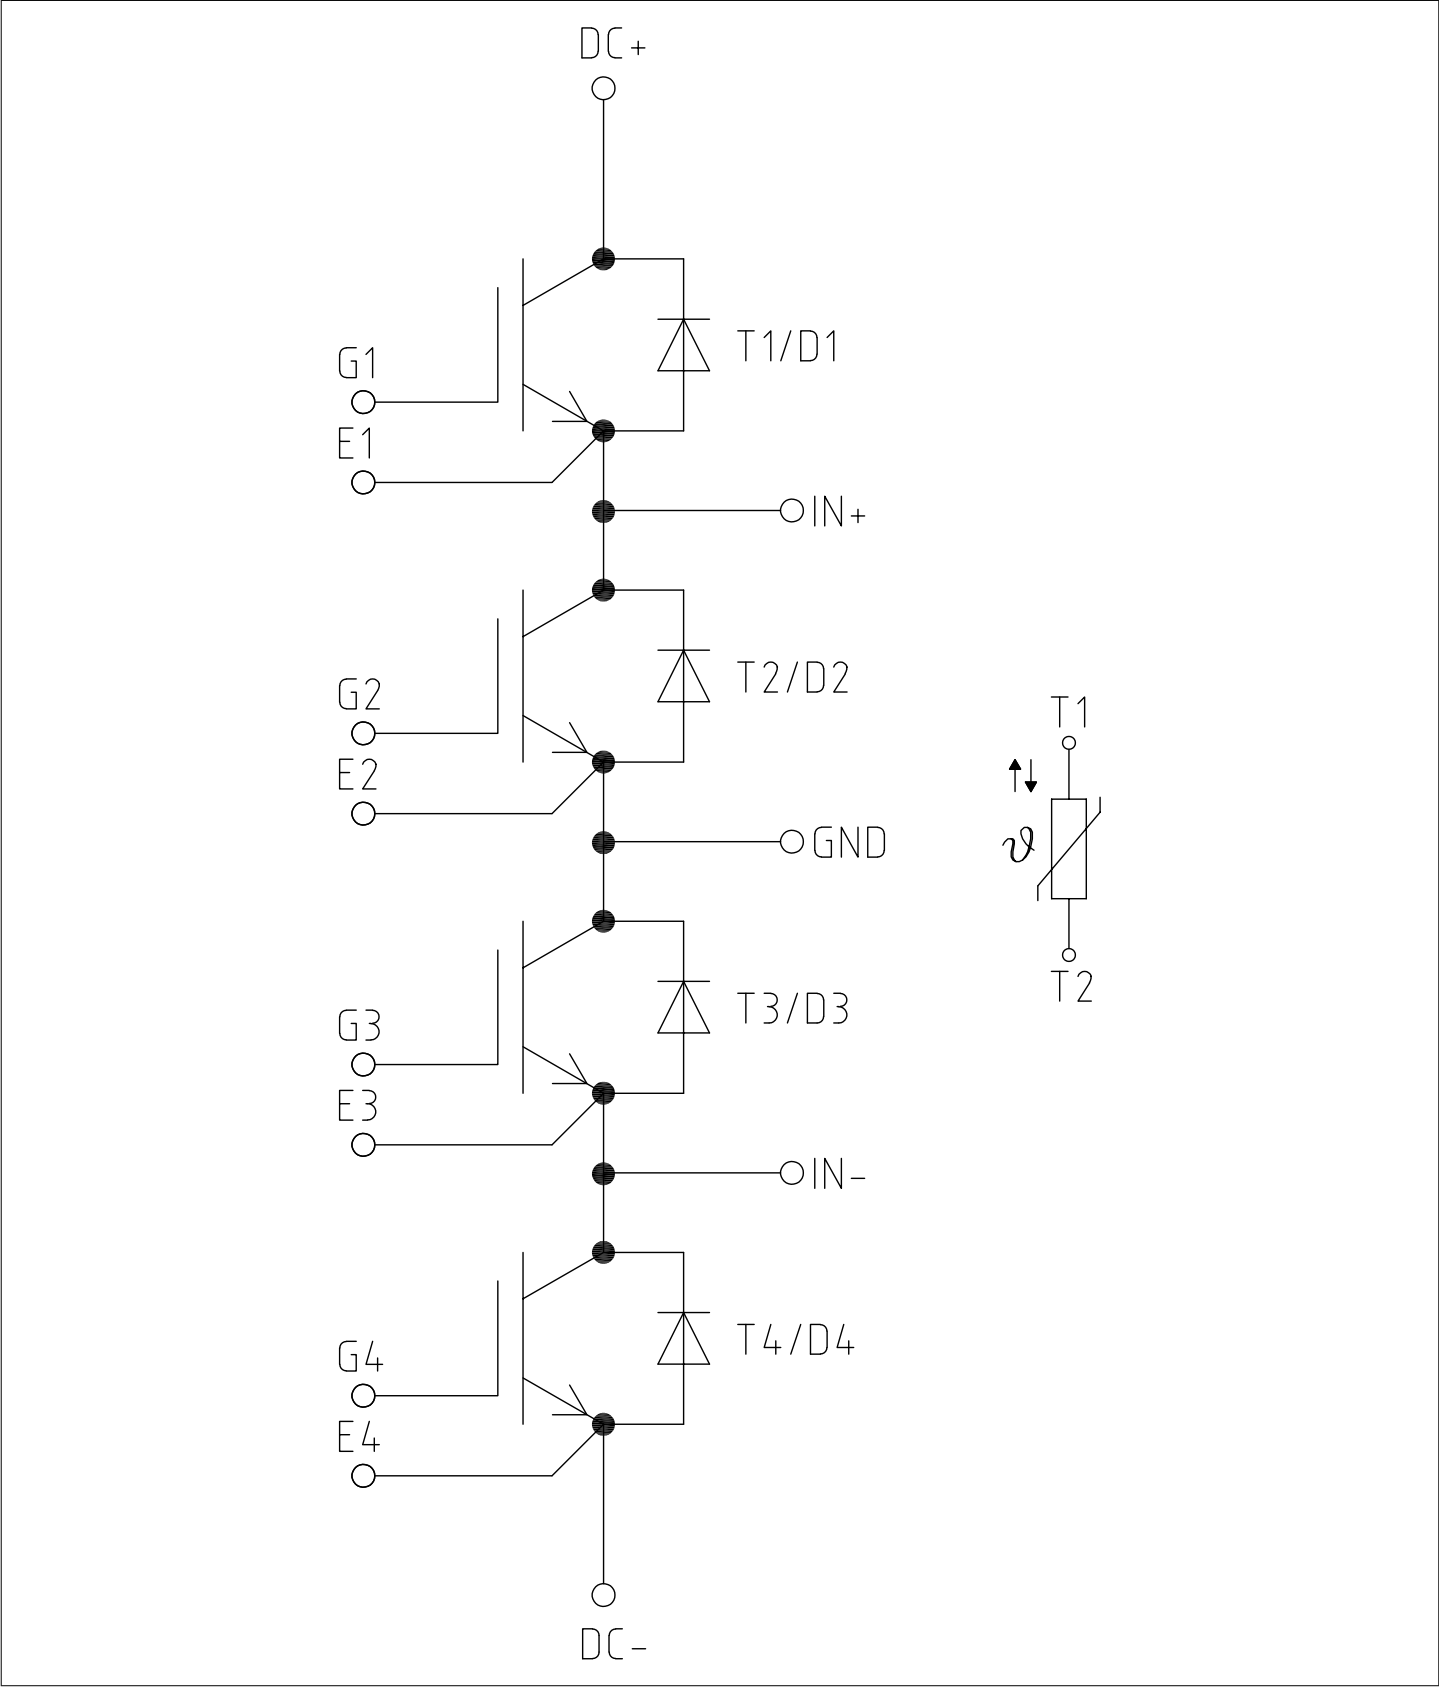 DC+
T1/D1
G1
E1
IN+
T2/D2
G2
E2
T1
GND
ϑ
T2
T3/D3
G3
E3
IN-
T4/D4
G4
E4
DC-